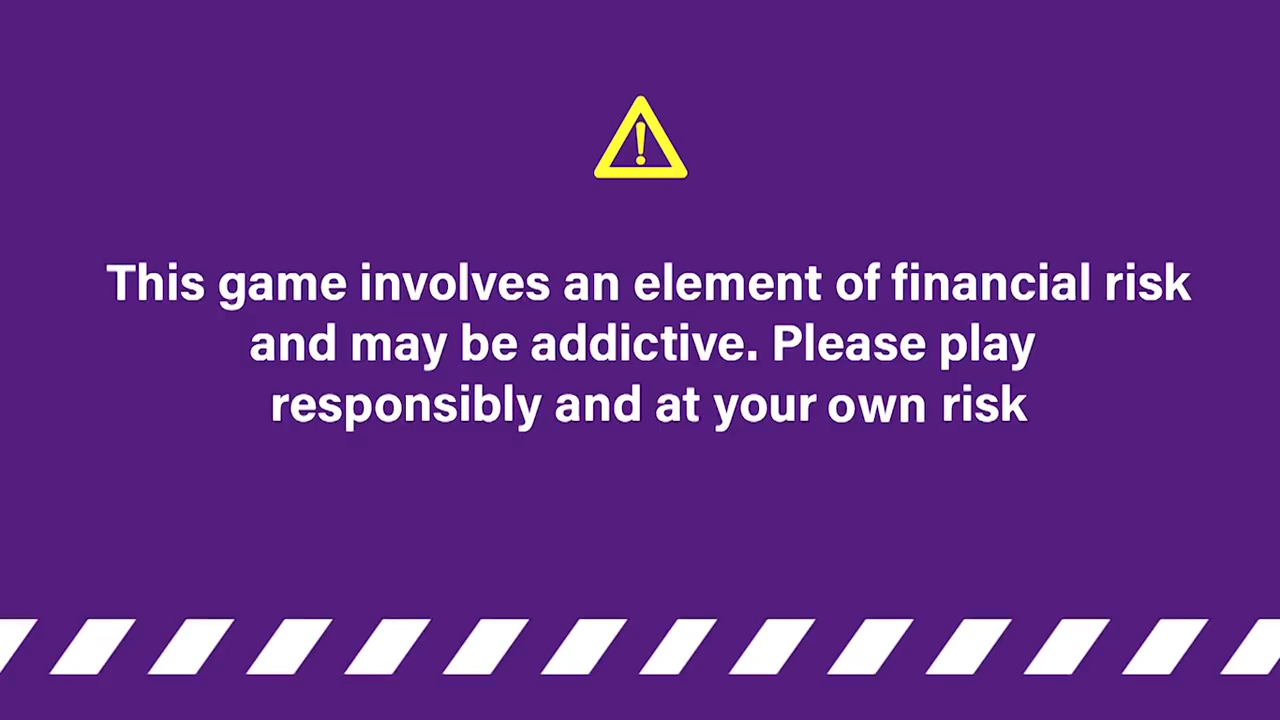 This game involves an element of financial risk
and may be addictive. Please play
responsibly and at your own risk